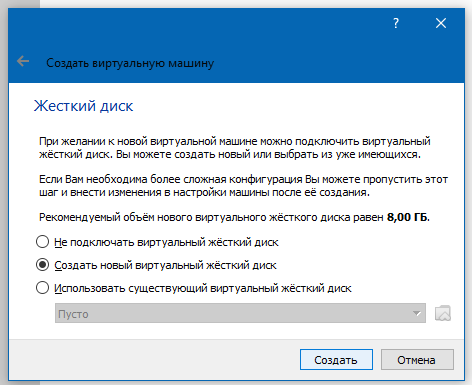 ?
Создать виртуальную машину
Жесткий диск
При желании к новой виртуальной машине можно подключить виртуальный
жёсткий диск. Вы можете создать новый или выбрать из уже имеющихся.
Если Вам необходима более сложная конфигурация Вы можете пропустить этот
шаг и внести изменения в настройки машины после её создания.
Рекомендуемый объём нового виртуального жёсткого диска равен 8,00 ГБ.
Не подключать виртуальный жёсткий диск
Создать новый виртуальный жёсткий диск
Использовать существующий виртуальный жёсткий диск
Пусто
Создать Отмена